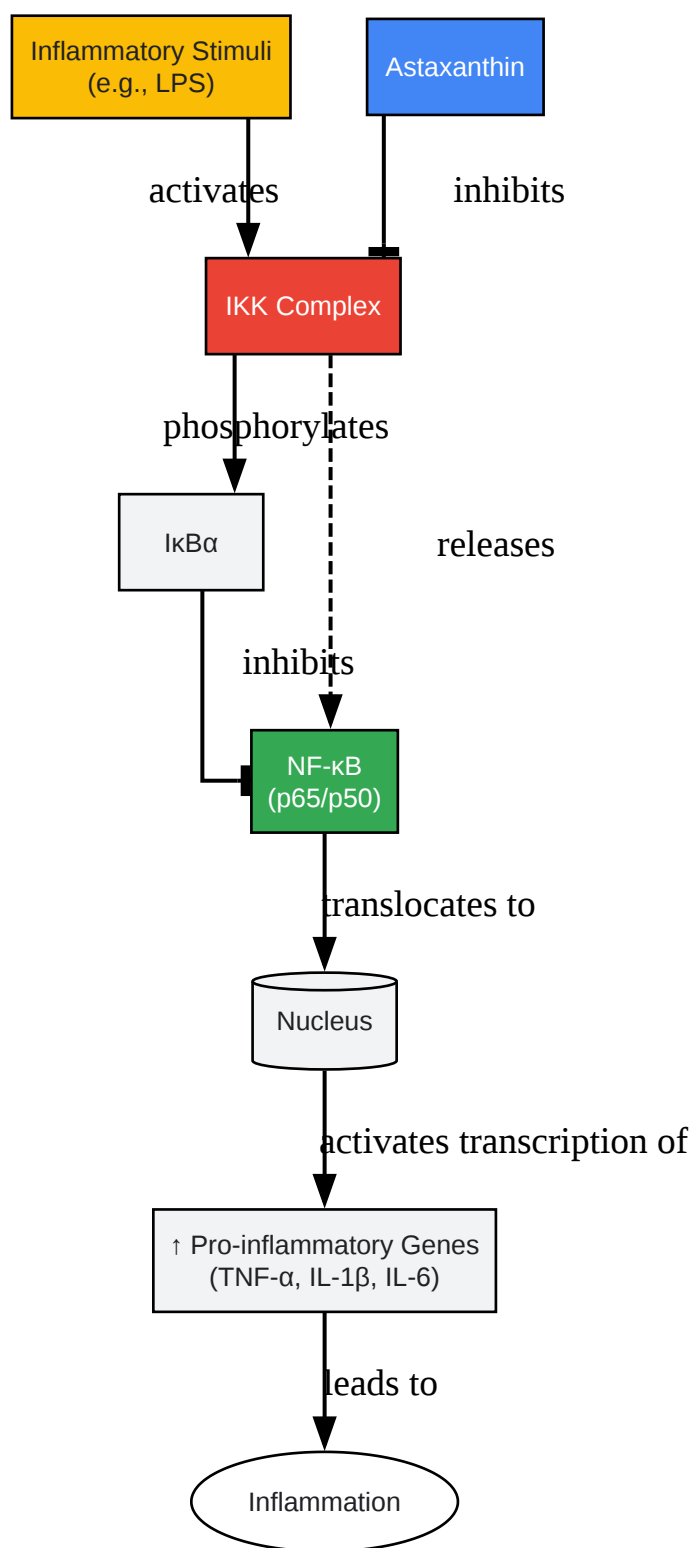 Inflammatory Stimuli
(e.g., LPS)
Astaxanthin
activates
inhibits
IKK Complex
phosphorylates
IκBα
releases
inhibits
NF-κB
(p65/p50)
translocates to
Nucleus
activates transcription of
↑ Pro-inflammatory Genes
(TNF-α, IL-1β, IL-6)
leads to
Inflammation